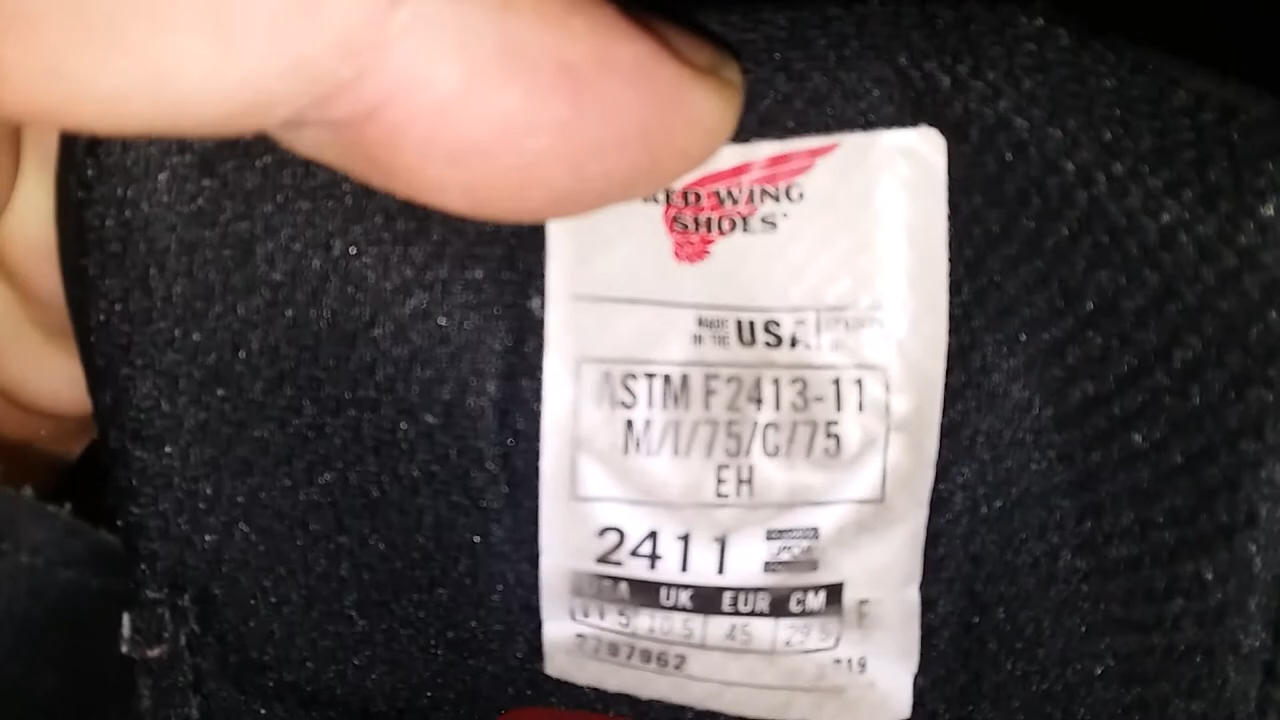 RED WING
SHOES
MADE IN THE USA
ASTM F2413-11
M/I/75/C/75
EH
2411
USA UK EUR CM
11.5 10.5 45 29.5 F